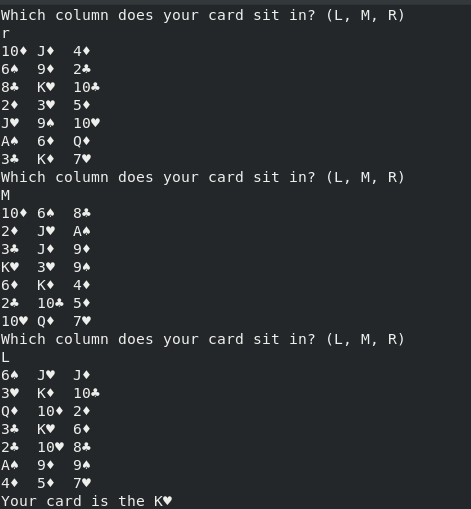 Which column does your card sit in? (L, M, R)
r
10♦ J♦ 4♦
6♠ 9♦ 2♣
8♣ K♥ 10♣
2♦ 3♥ 5♦
J♥ 9♠ 10♥
A♠ 6♦ Q♦
3♣ K♦ 7♥
Which column does your card sit in? (L, M, R)
M
10♦ 6♠ 8♣
2♦ J♥ A♠
3♣ J♦ 9♦
K♥ 3♥ 9♠
6♦ K♦ 4♦
2♣ 10♣ 5♦
10♥ Q♦ 7♥
Which column does your card sit in? (L, M, R)
L
6♠ J♥ J♦
3♥ K♦ 10♣
Q♦ 10♦ 2♦
3♣ K♥ 6♦
2♣ 10♥ 8♣
A♠ 9♦ 9♠
4♦ 5♦ 7♥
Your card is the K♥